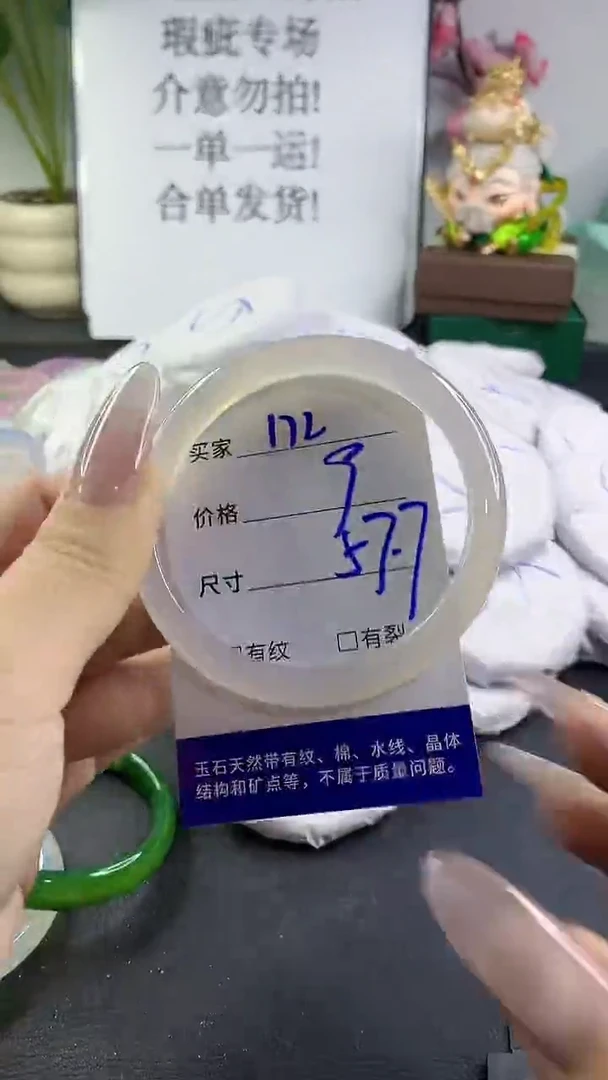 瑕疵专场
介意勿拍!
一单一运!
合单发货!
买家 172
价格 9
尺寸 57.7
有纹 □有裂
玉石天然带有纹、棉、水线、晶体
结构和矿点等，不属于质量问题。